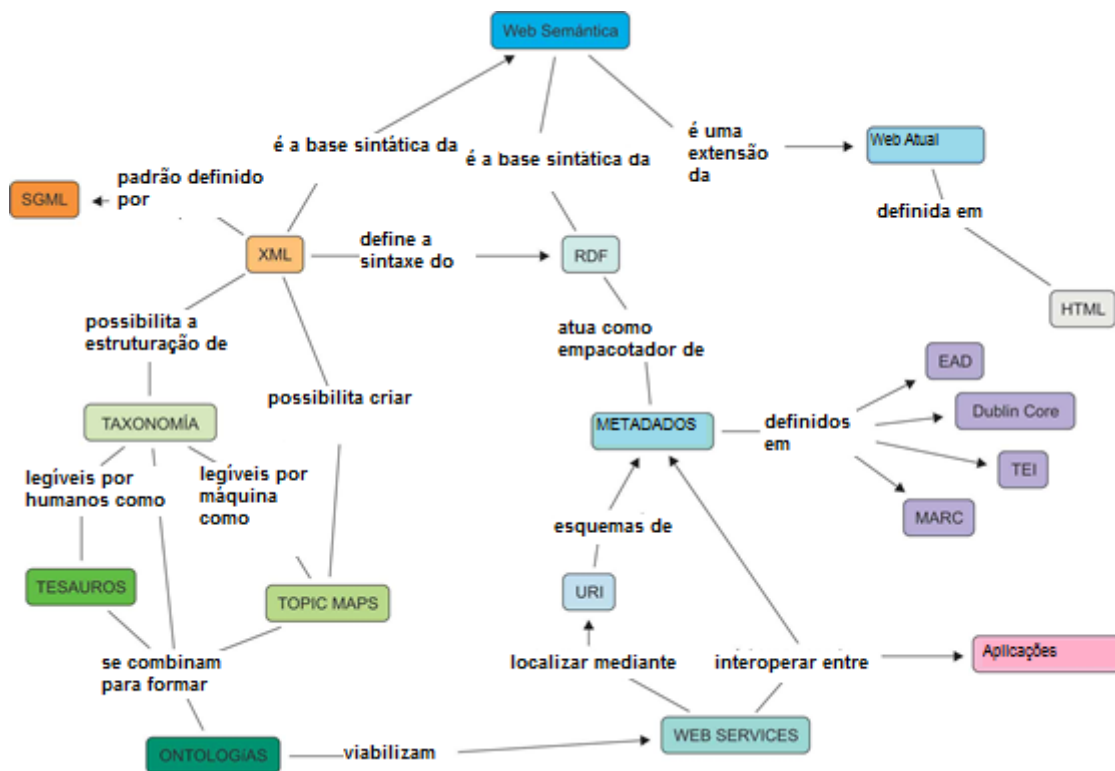 Web Semántica
é a base sintática da
é a base sintàtica da
é uma
extensão
da
Web Atual
padrão definido
por
SGML
definida em
XML
define a
sintaxe do
RDF
HTML
possibilita a
estruturação de
atua como
empacotador de
EAD
possibilita criar
Dublin Core
TAXONOMÍA
METADADOS
definidos
em
TEI
legíveis por
humanos como
legíveis por
máquina
como
MARC
esquemas de
TESAUROS
TOPIC MAPS
URI
se combinam
para formar
localizar mediante
interoperar entre
Aplicações
ONTOLOGíAS
viabilizam
WEB SERVICES